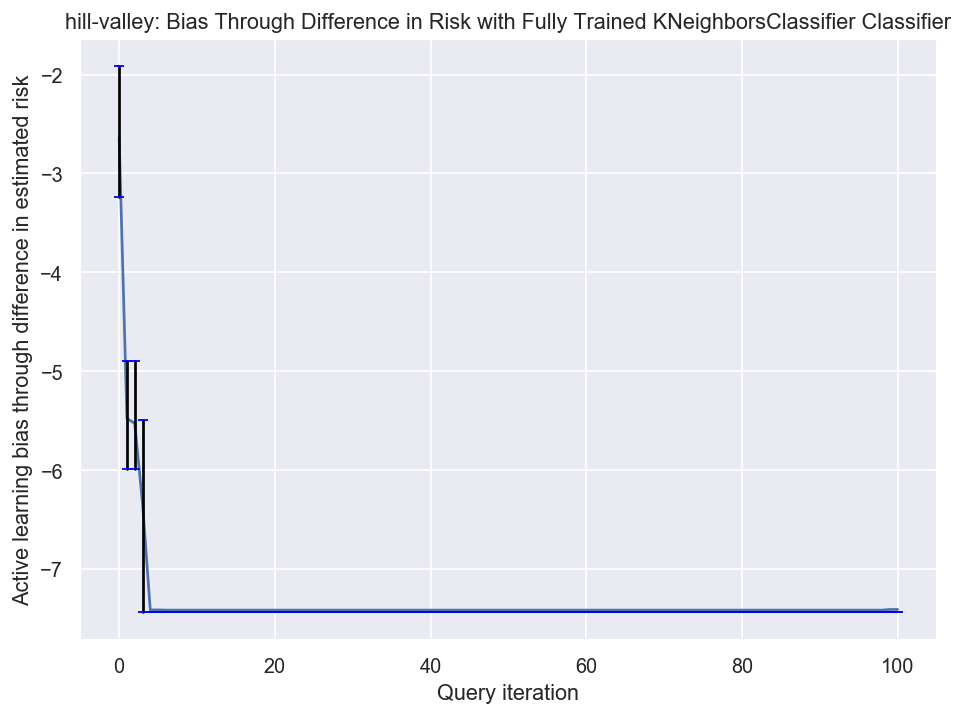 hill-valley: Bias Through Difference in Risk with Fully Trained KNeighborsClassifier Classifier
Active learning bias through difference in estimated risk
−2
−3
−4
−5
−6
−7
0 20 40 60 80 100
Query iteration